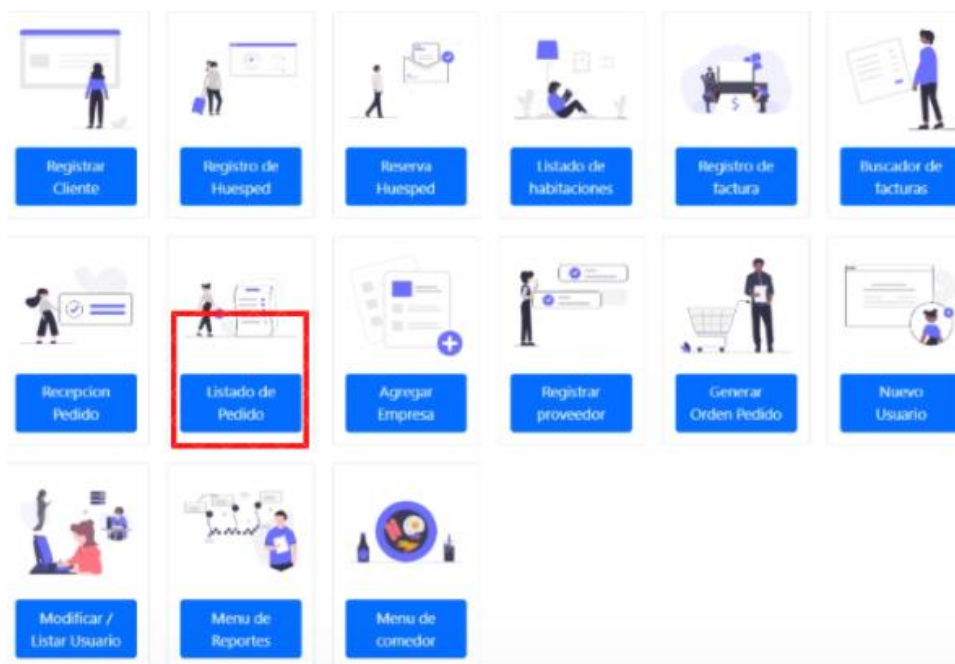 Registrar
Cliente
Registro de
Huesped
Reserva
Huesped
Listado de
habitaciones
Registro de
factura
Buscador de
facturas
Recepcion
Pedido
Listado de
Pedido
Agregar
Empresa
Registrar
proveedor
Generar
Orden Pedido
Nuevo
Usuario
Modificar /
Listar Usuario
Menu de
Reportes
Menu de
comedor